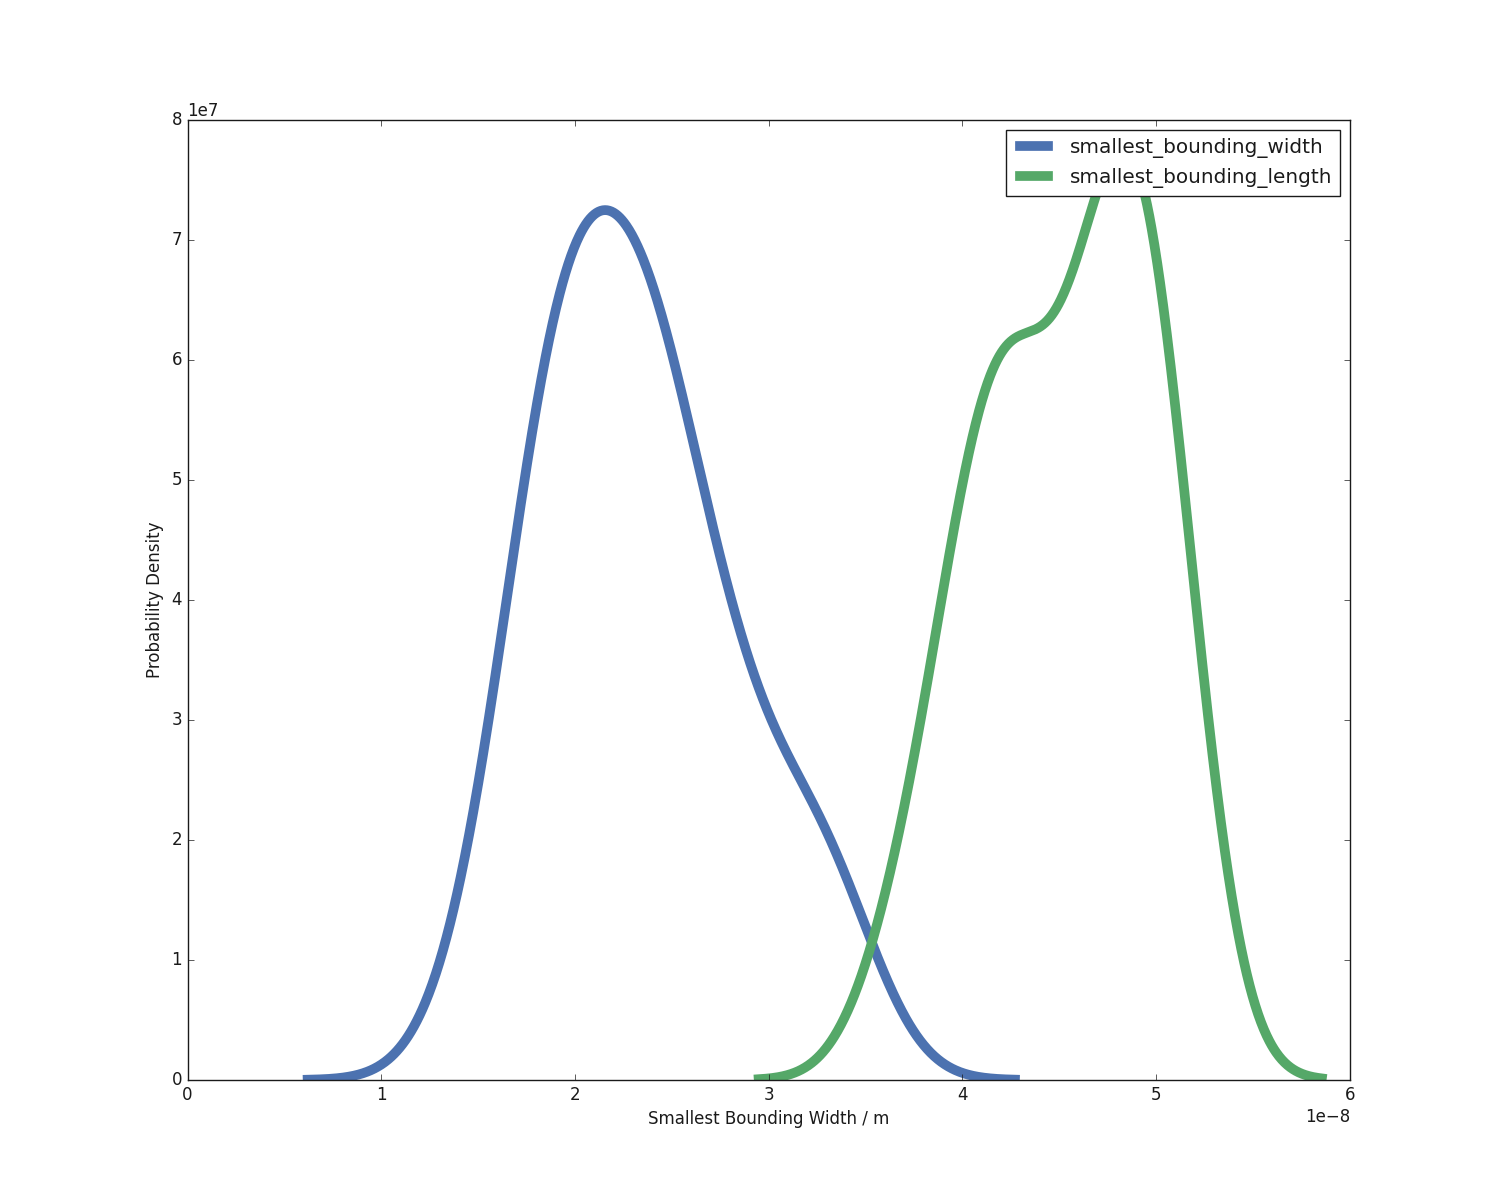 1e7
smallest_bounding_width
smallest_bounding_length
8
7
6
5
4
3
2
1
0
Probability Density
0 1 2 3 4 5 6
1e−8
Smallest Bounding Width / m